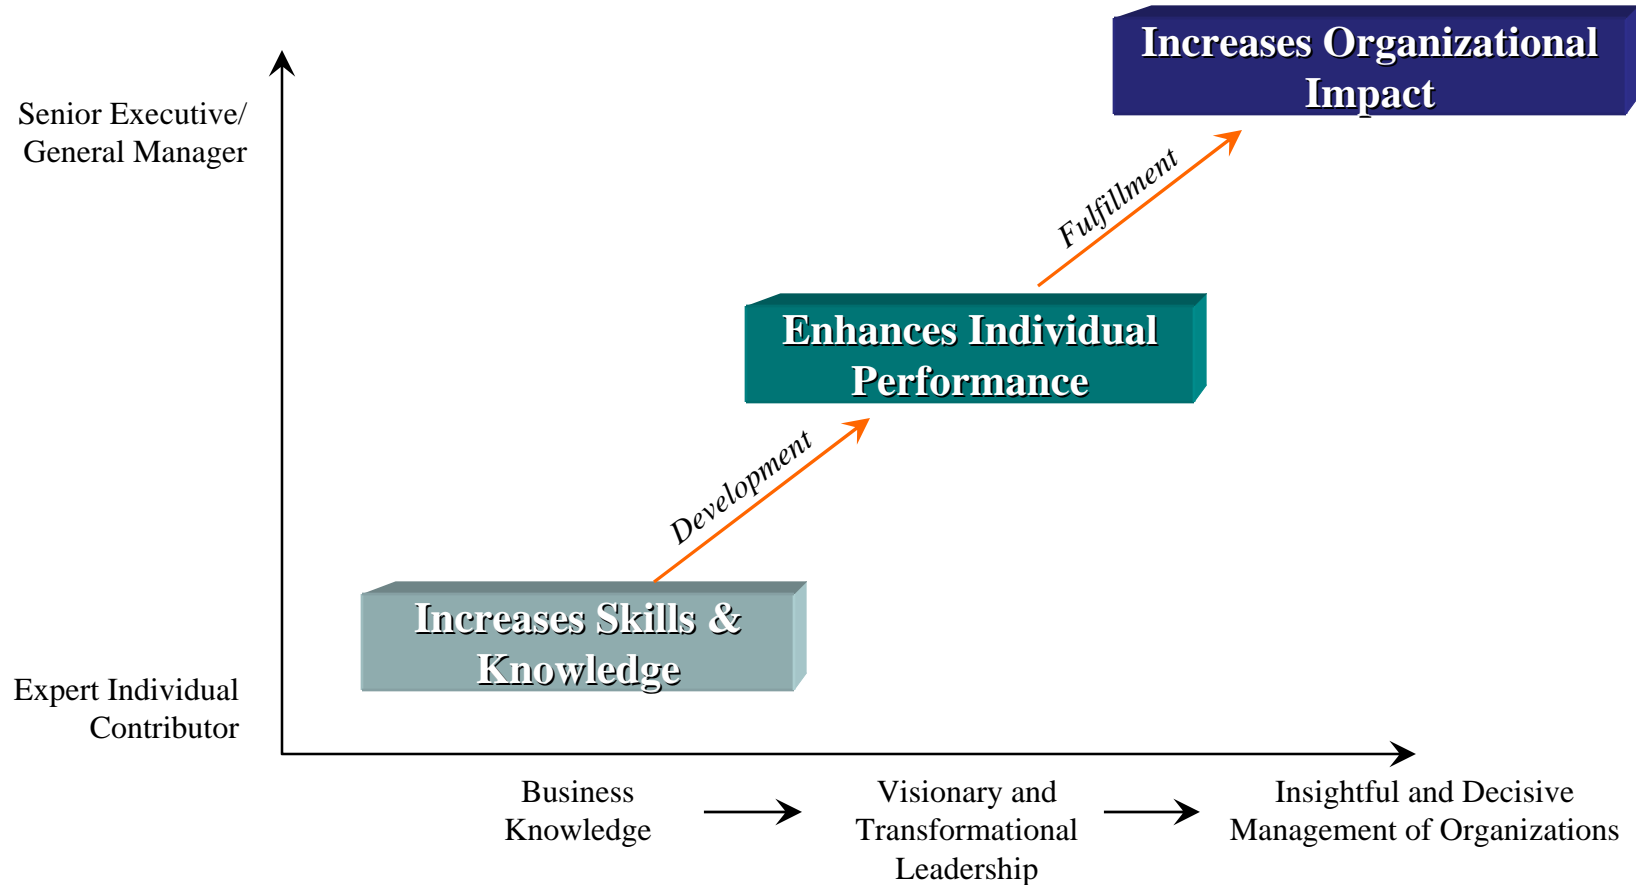 Increases Organizational
Impact
Senior Executive/
General Manager
Fulfillment
Enhances Individual
Performance
Development
Increases Skills &
Knowledge
Expert Individual
Contributor
Business
Knowledge
Visionary and
Transformational
Leadership
Insightful and Decisive
Management of Organizations